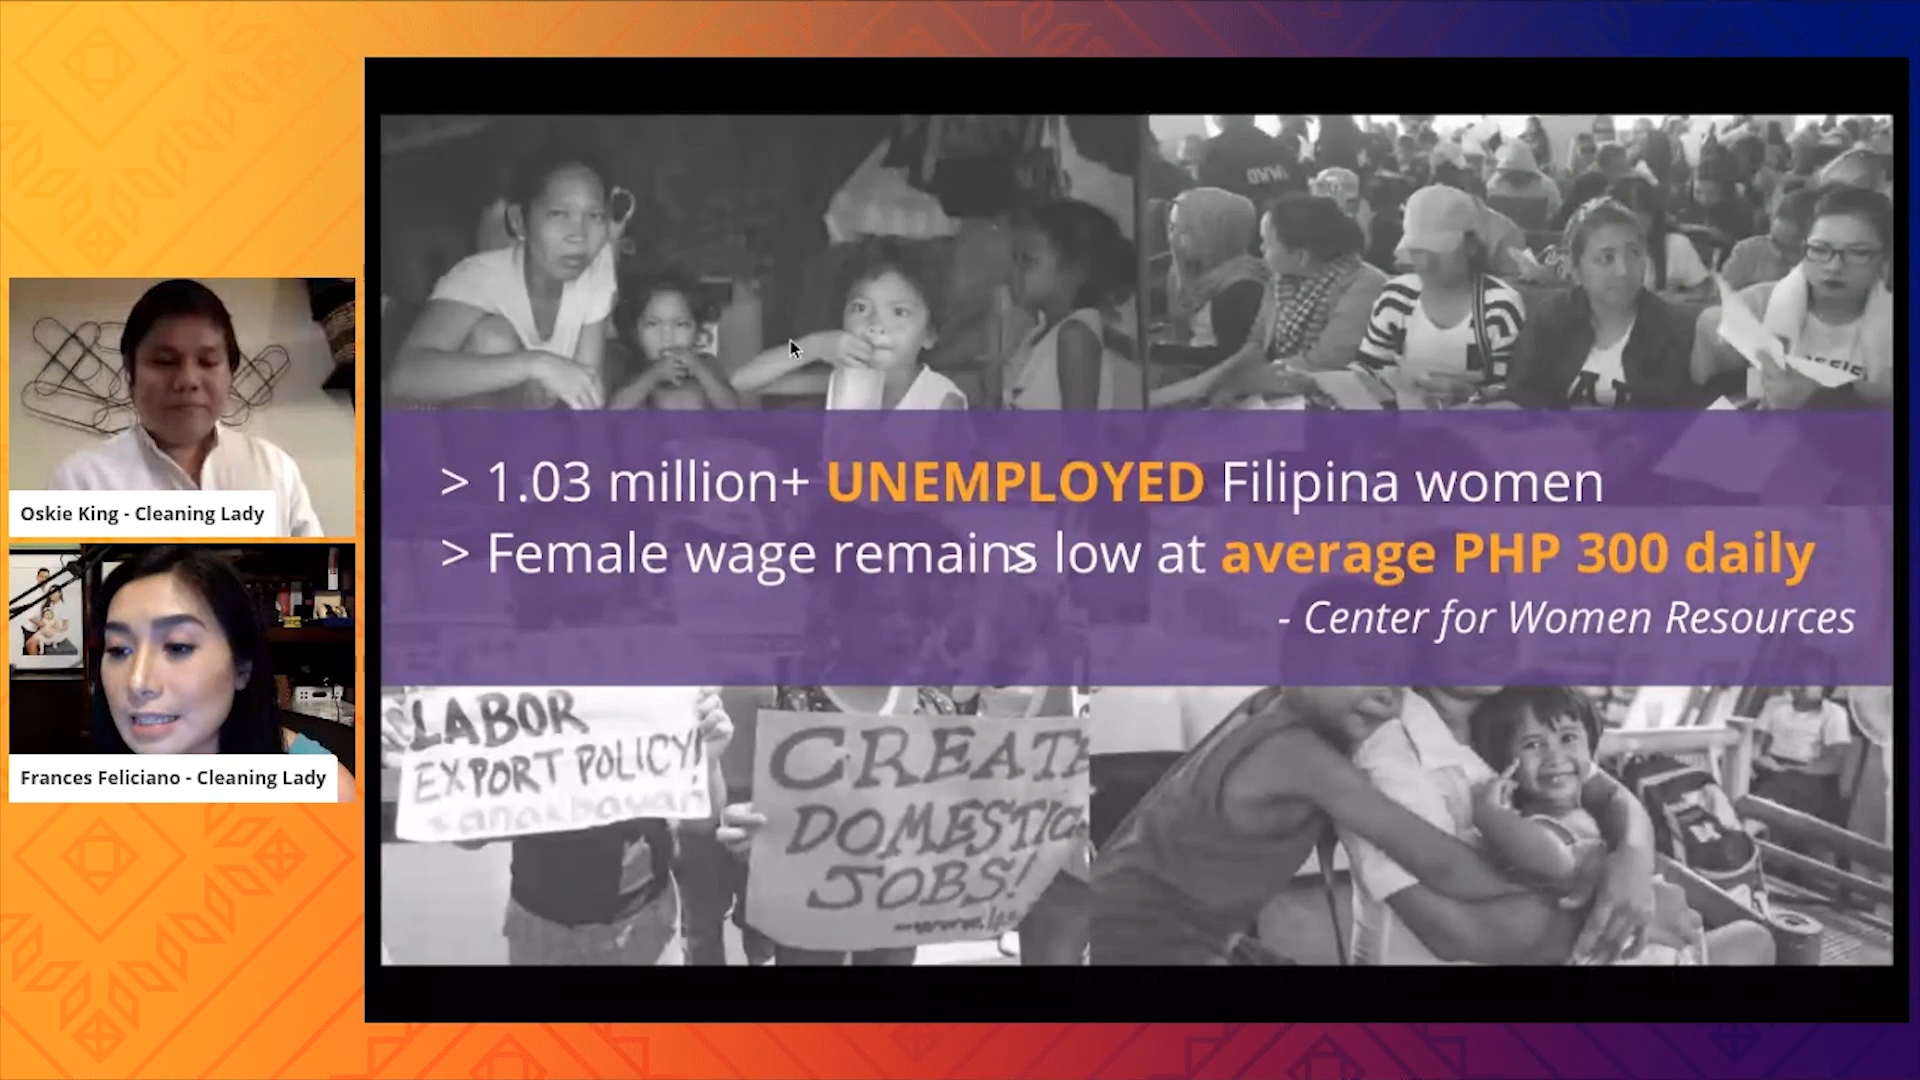 Oskie King - Cleaning Lady
Frances Feliciano - Cleaning Lady
> 1.03 million+ UNEMPLOYED Filipina women
> Female wage remains low at average PHP 300 daily
- Center for Women Resources
LABOR
EXPORT POLICY!
anakbayan
CREATE
DOMESTIC
JOBS!